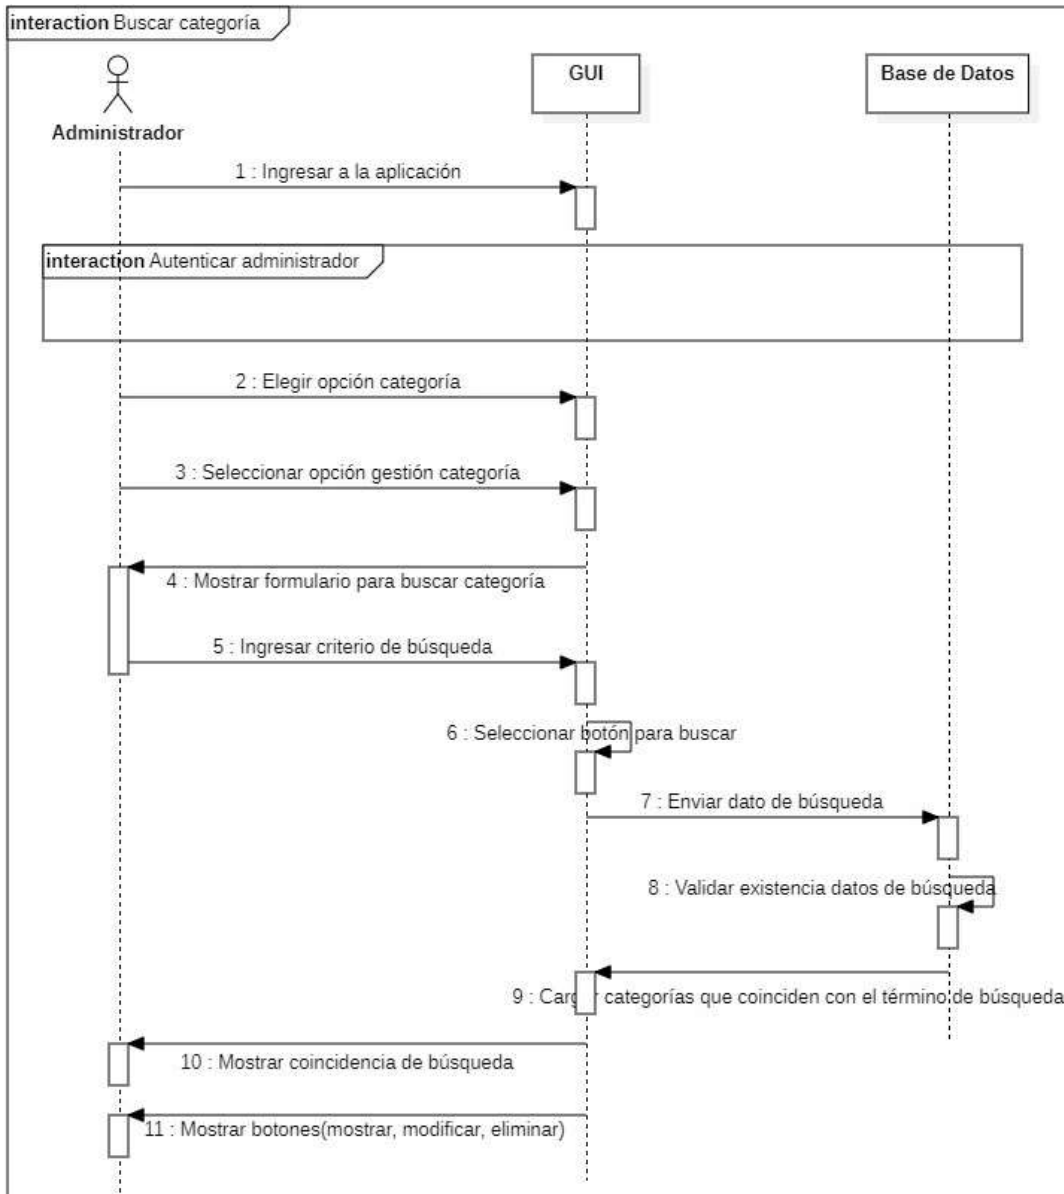 interaction Buscar categoría
GUI
Base de Datos
Administrador
1 : Ingresar a la aplicación
interaction Autenticar administrador
2 : Elegir opción categoría
3 : Seleccionar opción gestión categoría
4 : Mostrar formulario para buscar categoría
5 : Ingresar criterio de búsqueda
6 : Seleccionar botón para buscar
7 : Enviar dato de búsqueda
8 : Validar existencia datos de búsqueda
9 : Cargar categorías que coinciden con el término de búsqueda
10 : Mostrar coincidencia de búsqueda
11 : Mostrar botones(mostrar, modificar, eliminar)